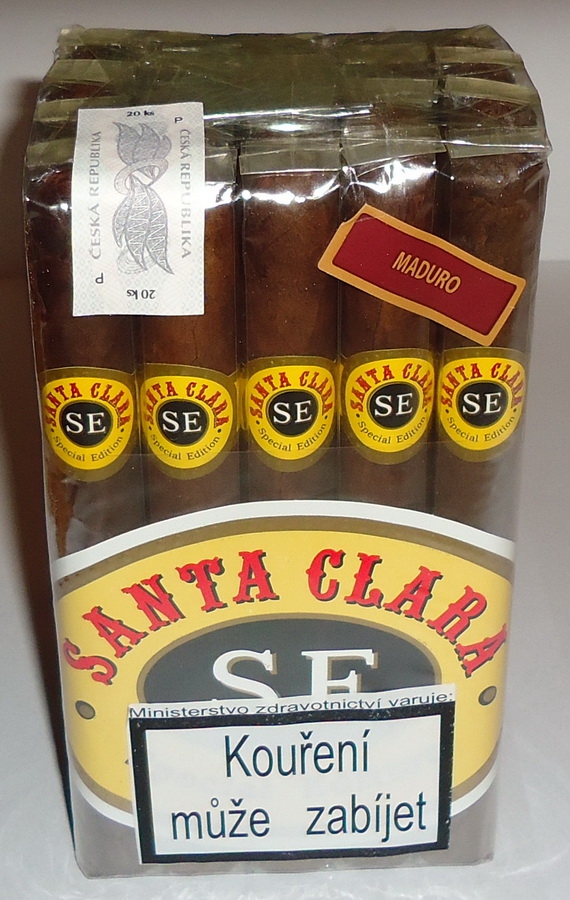 20 ks P
ČESKÁ REPUBLIKA
ČESKÁ REPUBLIKA
P
20 ks
MADURO
SANTA CLARA
SE
Special Edition
SANTA CLARA
SE
Special Edition
SANTA CLARA
SE
Special Edition
SANTA CLARA
SE
Special Edition
SANTA CLARA
SE
Special Edition
SANTA CLARA
SE
Ministerstvo zdravotnictví varuje:
Kouření
může zabíjet